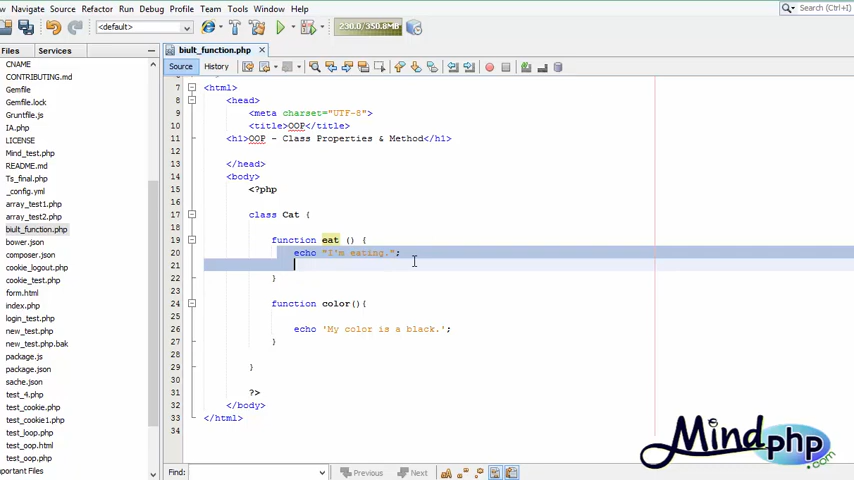 ew Navigate Source Refactor Run Debug Profile Team Tools Window Help
Search (Ctrl+I)
<default>
290.0/350.8MB
Files Services
biult_function.php
Source History
CNAME
CONTRIBUTING.md
Gemfile
Gemfile.lock
Gruntfile.js
IA.php
LICENSE
Mind_test.php
README.md
Ts_final.php
_config.yml
array_test1.php
array_test2.php
biult_function.php
bower.json
composer.json
cookie_logout.php
cookie_test.php
form.html
index.php
login_test.php
new_test.php
new_test.php.bak
package.js
package.json
sache.json
test_4.php
test_cookie.php
test_cookie1.php
test_loop.php
test_oop.html
test_oop.php
portant Files
7 <html>
8 <head>
9 <meta charset="UTF-8">
10 <title>OOP</title>
11 <h1>OOP - Class Properties & Method</h1>
12
13 </head>
14 <body>
15 <?php
16
17 class Cat {
18
19 function eat () {
20 echo "I'm eating.";
21
22 }
23
24 function color(){
25
26 echo 'My color is a black.';
27 }
28
29 }
30
31 ?>
32 </body>
33 </html>
34
Find: Previous Next
Mindphp
.com